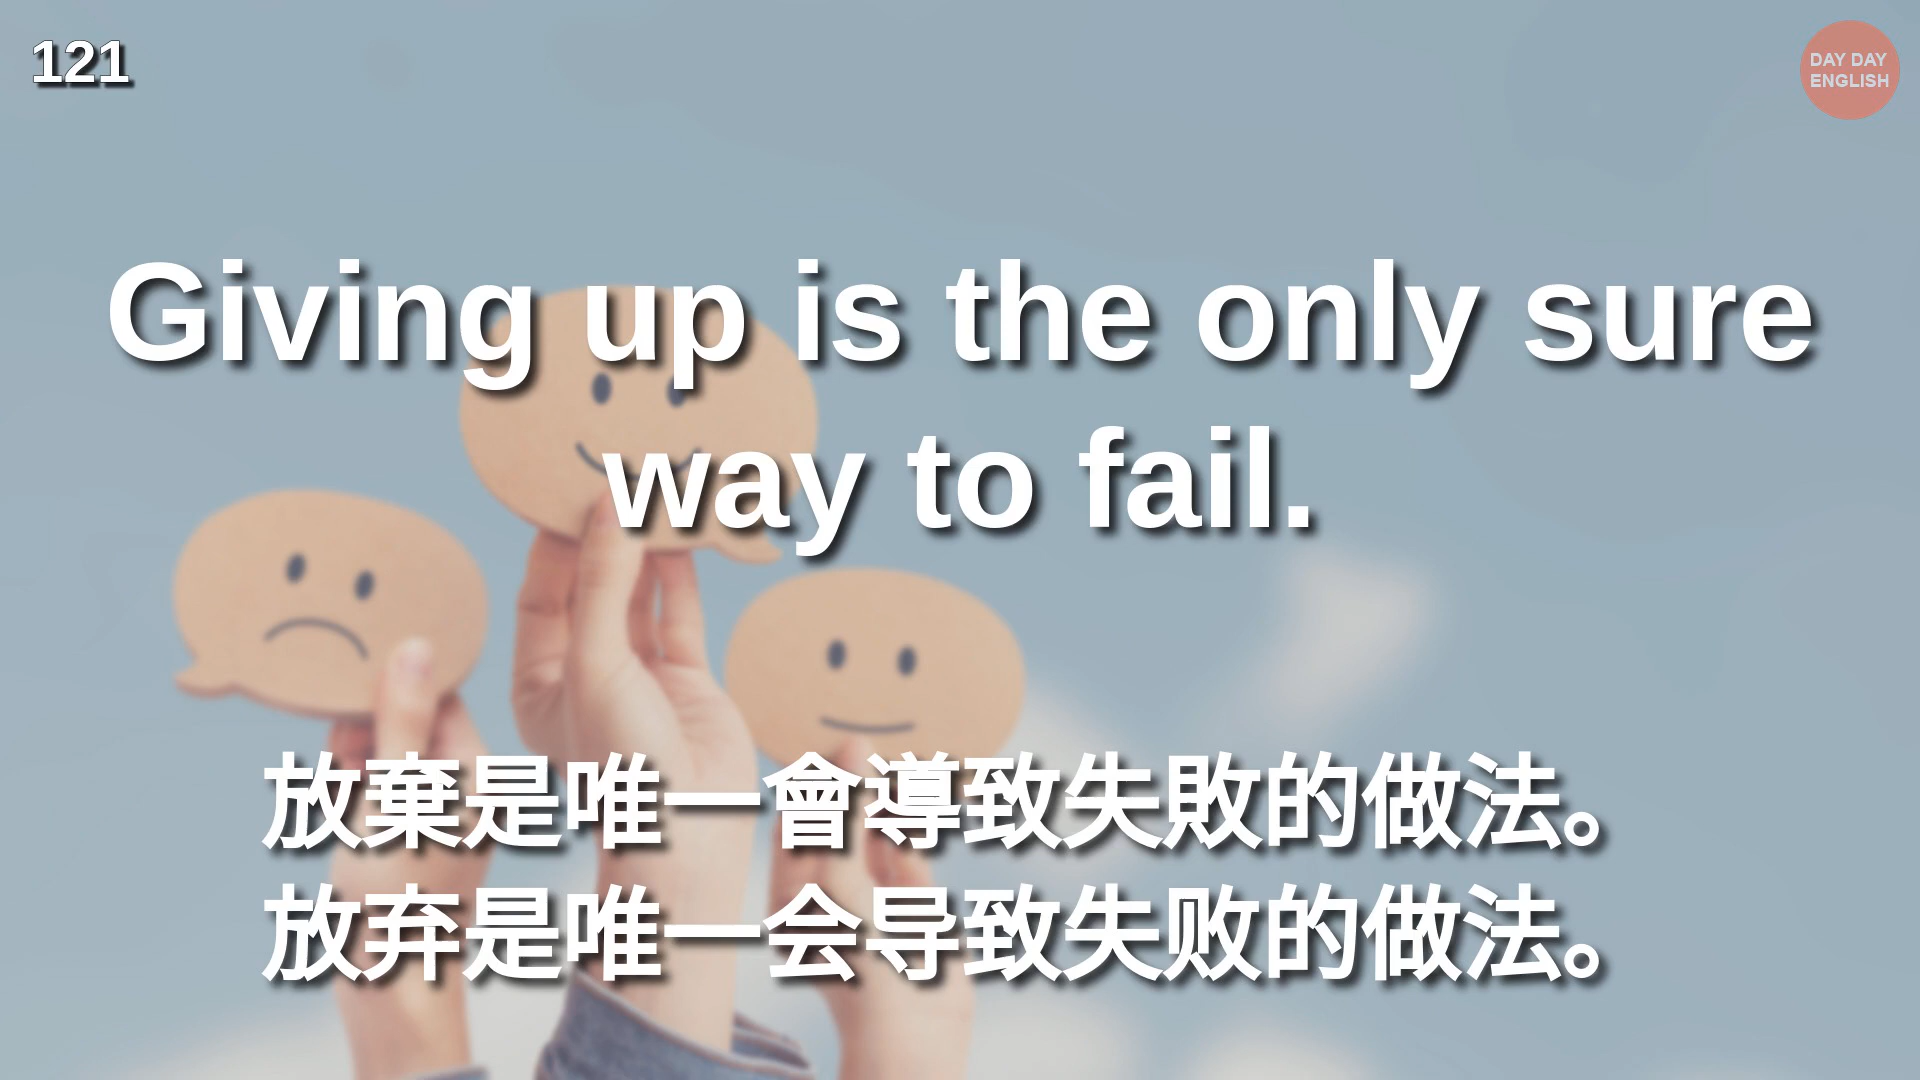 121
DAY DAY
ENGLISH
Giving up is the only sure
way to fail.
放棄是唯一會導致失敗的做法。
放弃是唯一会导致失败的做法。